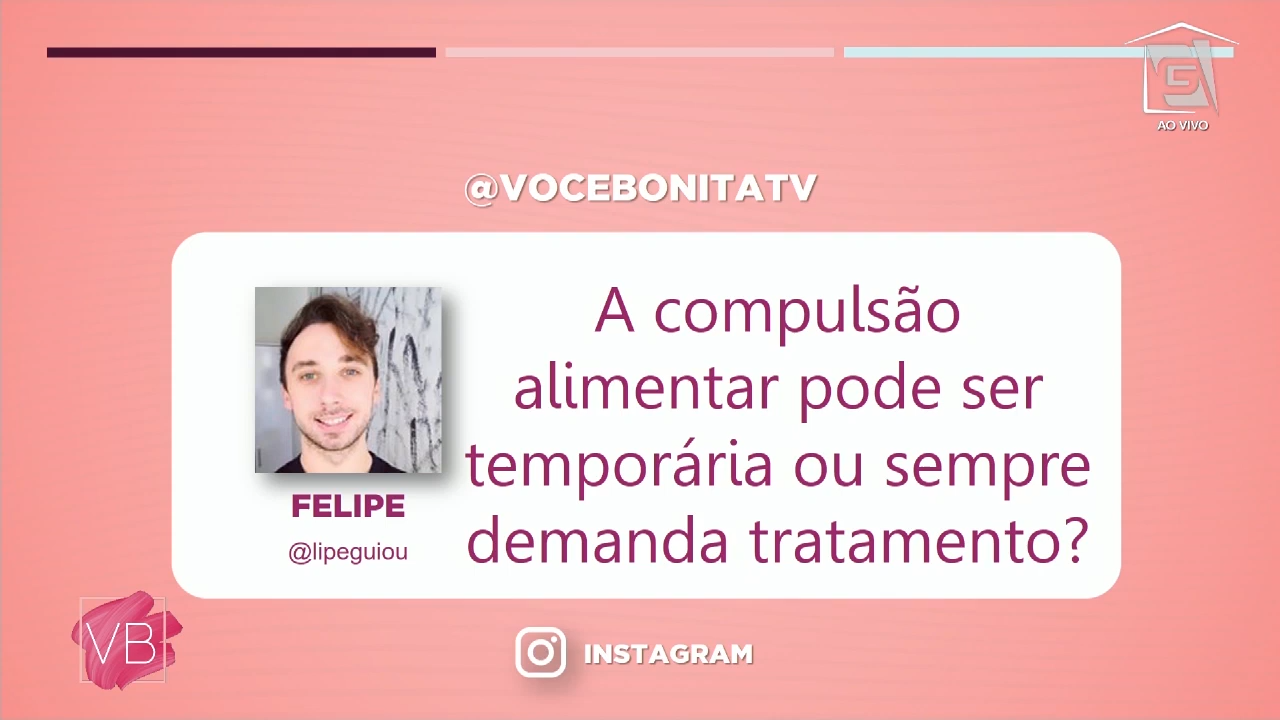 AO VIVO
@VOCEBONITATV
A compulsão
alimentar pode ser
temporária ou sempre
demanda tratamento?
FELIPE
@lipeguiou
VB
INSTAGRAM